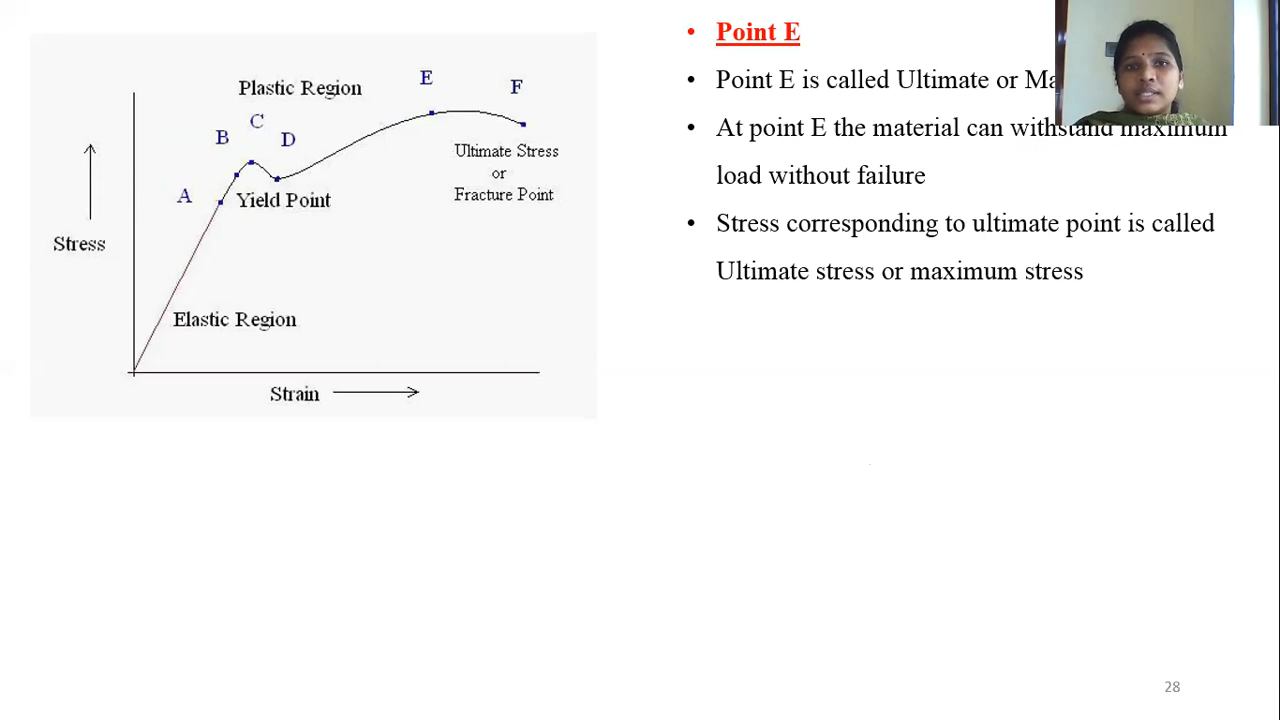 Plastic Region
E
F
C
B
D
A
Yield Point
Ultimate Stress
or
Fracture Point
Stress
Elastic Region
Strain
• Point E
• Point E is called Ultimate or
• At point E the material can withstand maximum
load without failure
• Stress corresponding to ultimate point is called
Ultimate stress or maximum stress
28